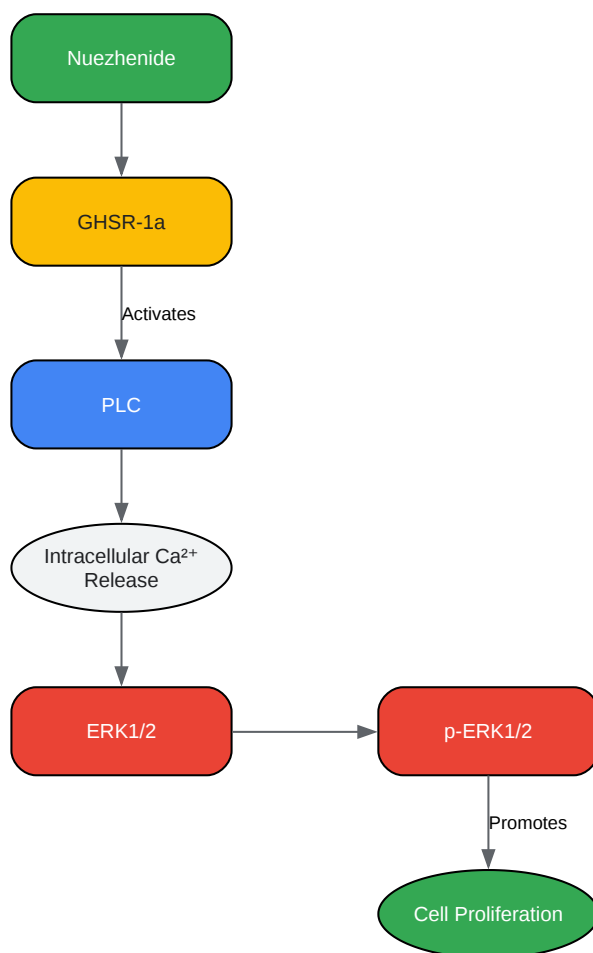 Nuezhenide
GHSR-1a
Activates
PLC
Intracellular Ca²⁺
Release
ERK1/2
p-ERK1/2
Promotes
Cell Proliferation